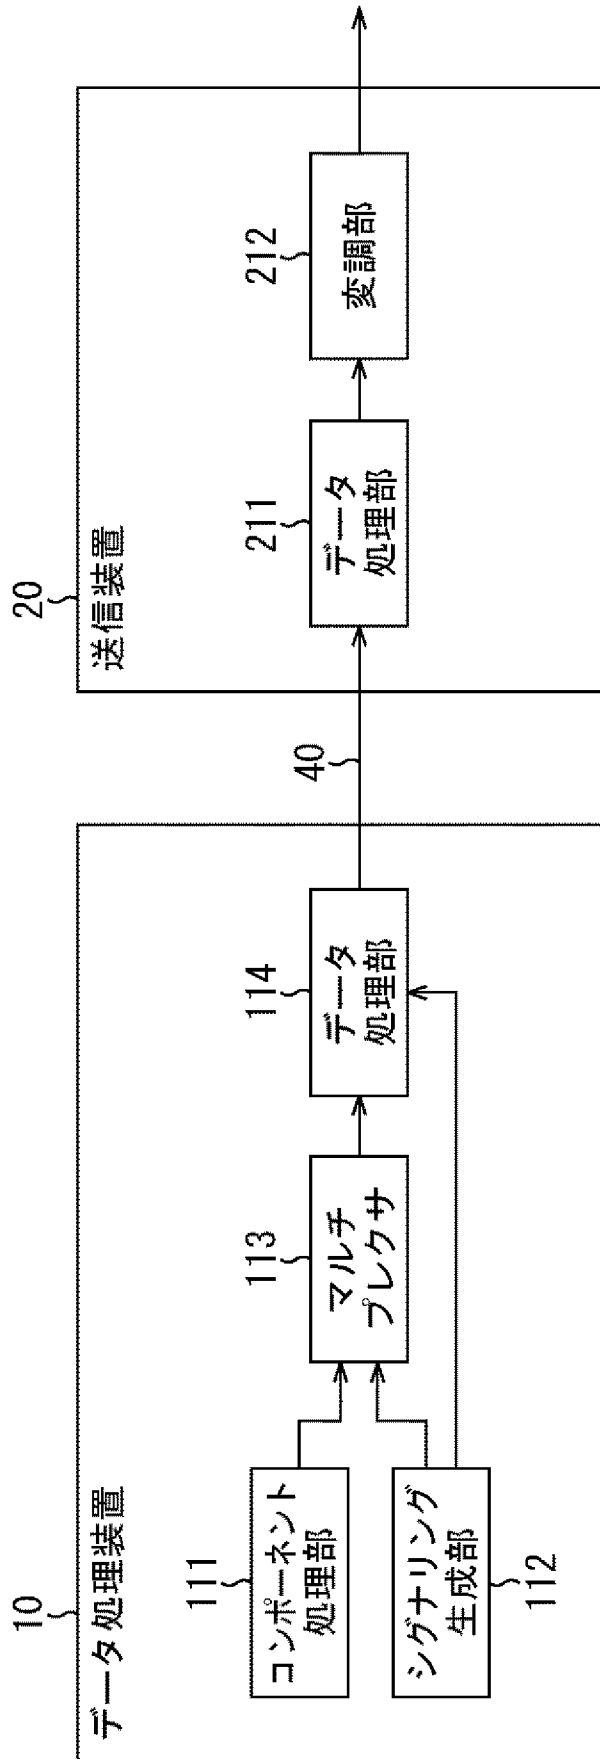 10
データ処理装置
111
コンポーネント
処理部
シグナリング
生成部
112
113
マルチ
プレクサ
114
データ
処理部
40
20
送信装置
211
データ
処理部
212
変調部